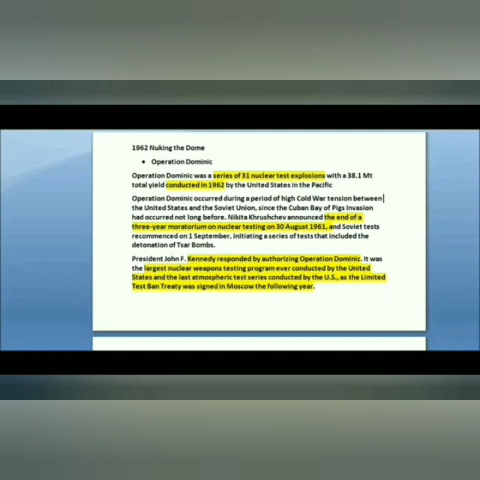 1962 Nuking the Dome
• Operation Dominic
Operation Dominic was a series of 31 nuclear test explosions with a 38.1 Mt
total yield conducted in 1962 by the United States in the Pacific
Operation Dominic occurred during a period of high Cold War tension between
the United States and the Soviet Union, since the Cuban Bay of Pigs Invasion
had occurred not long before. Nikita Khrushchev announced the end of a
three-year moratorium on nuclear testing on 30 August 1961, and Soviet tests
recommenced on 1 September, initiating a series of tests that included the
detonation of Tsar Bombs.
President John F. Kennedy responded by authorizing Operation Dominic. It was
the largest nuclear weapons testing program ever conducted by the United
States and the last atmospheric test series conducted by the U.S., as the Limited
Test Ban Treaty was signed in Moscow the following year.